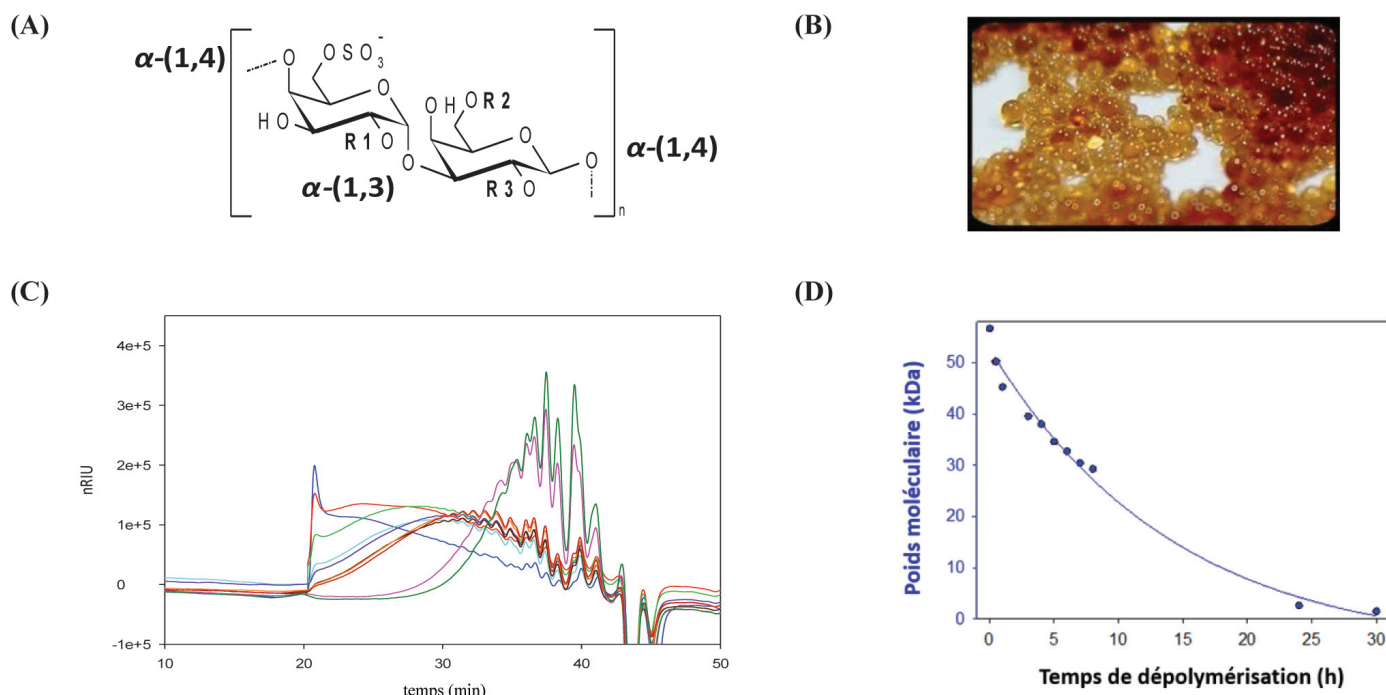 (A)
α-(1,4)
O
O S O3-
O
HO
R1 O
O
α-(1,3)
OH
O R2
O
R3 O
O
α-(1,4)
n
(B)
(C)
4e+5
3e+5
2e+5
1e+5
0
-1e+5
nRIU
10 20 30 40 50
temps (min)
(D)
50
40
30
20
10
0
Poids moléculaire (kDa)
0 5 10 15 20 25 30
Temps de dépolymérisation (h)